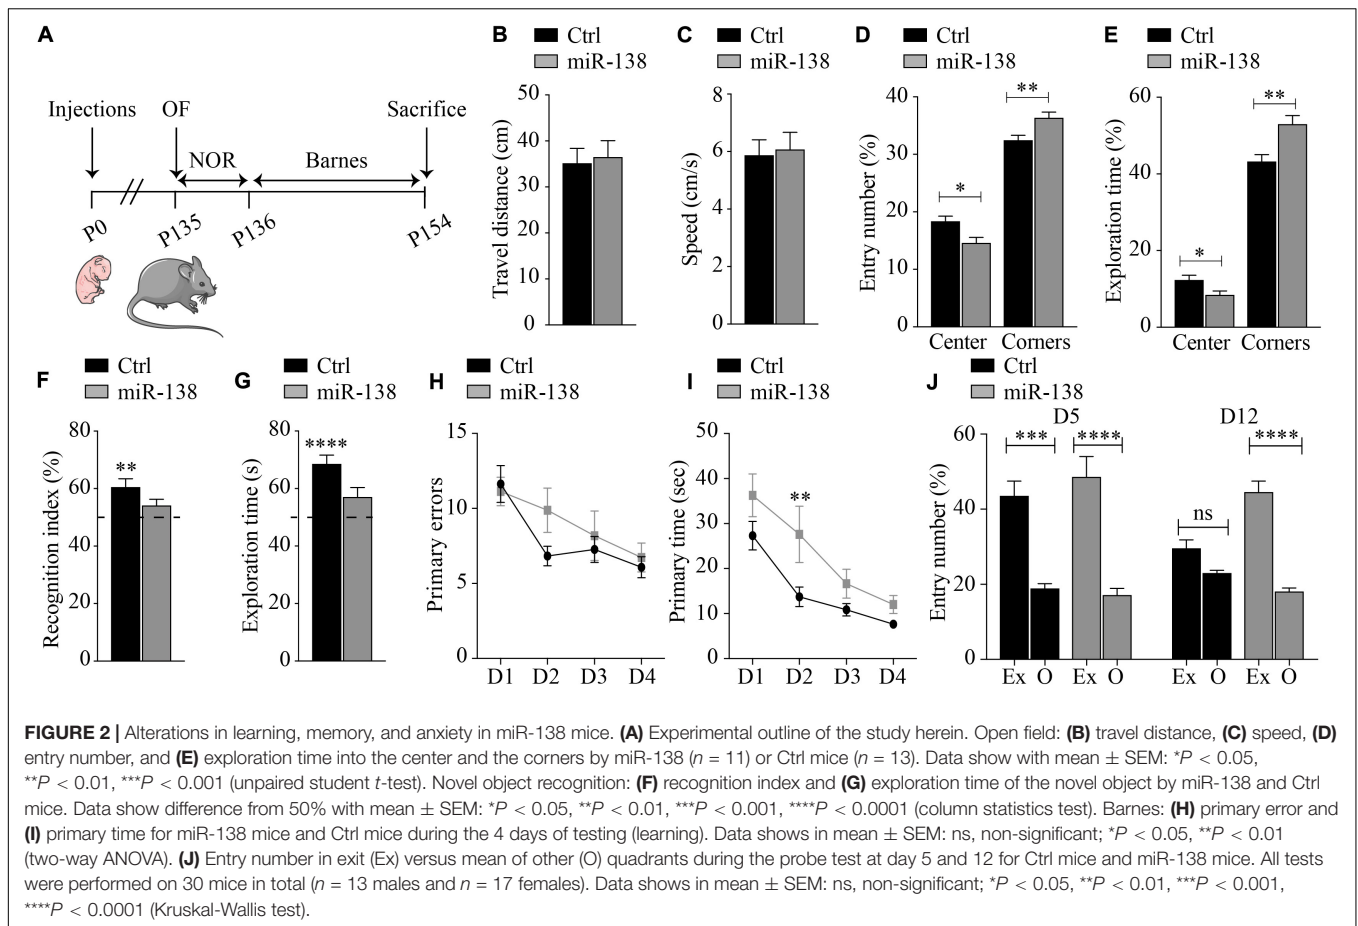 A
Injections
OF
Sacrifice
NOR
Barnes
P0
P135
P136
P154
B
Ctrl
miR-138
Travel distance (cm)
50
40
30
20
30
0
C
Ctrl
miR-138
Speed (cm/s)
8
6
4
2
0
D
Ctrl
miR-138
Entry number (%)
40
30
20
10
0
*
**
Center
Corners
E
Ctrl
miR-138
Exploration time (%)
60
40
20
0
*
**
Center
Corners
F
Ctrl
miR-138
Recognition index (%)
80
60
40
20
0
**
G
Ctrl
miR-138
Exploration time (s)
80
60
40
20
0
****
H
Ctrl
miR-138
Primary errors
15
10
5
0
D1 D2 D3 D4
I
Ctrl
miR-138
Primary time (sec)
50
40
30
20
10
0
**
D1 D2 D3 D4
J
Ctrl
miR-138
D5
D12
Entry number (%)
60
40
20
0
***
****
ns
****
Ex O Ex O Ex O Ex O
FIGURE 2 | Alterations in learning, memory, and anxiety in miR-138 mice. (A) Experimental outline of the study herein. Open field: (B) travel distance, (C) speed, (D)
entry number, and (E) exploration time into the center and the corners by miR-138 (n = 11) or Ctrl mice (n = 13). Data show with mean ± SEM: *P < 0.05,
**P < 0.01, ***P < 0.001 (unpaired student t-test). Novel object recognition: (F) recognition index and (G) exploration time of the novel object by miR-138 and Ctrl
mice. Data show difference from 50% with mean ± SEM: *P < 0.05, **P < 0.01, ***P < 0.001, ****P < 0.0001 (column statistics test). Barnes: (H) primary error and
(I) primary time for miR-138 mice and Ctrl mice during the 4 days of testing (learning). Data shows in mean ± SEM: ns, non-significant; *P < 0.05, **P < 0.01
(two-way ANOVA). (J) Entry number in exit (Ex) versus mean of other (O) quadrants during the probe test at day 5 and 12 for Ctrl mice and miR-138 mice. All tests
were performed on 30 mice in total (n = 13 males and n = 17 females). Data shows in mean ± SEM: ns, non-significant; *P < 0.05, **P < 0.01, ***P < 0.001,
****P < 0.0001 (Kruskal-Wallis test).